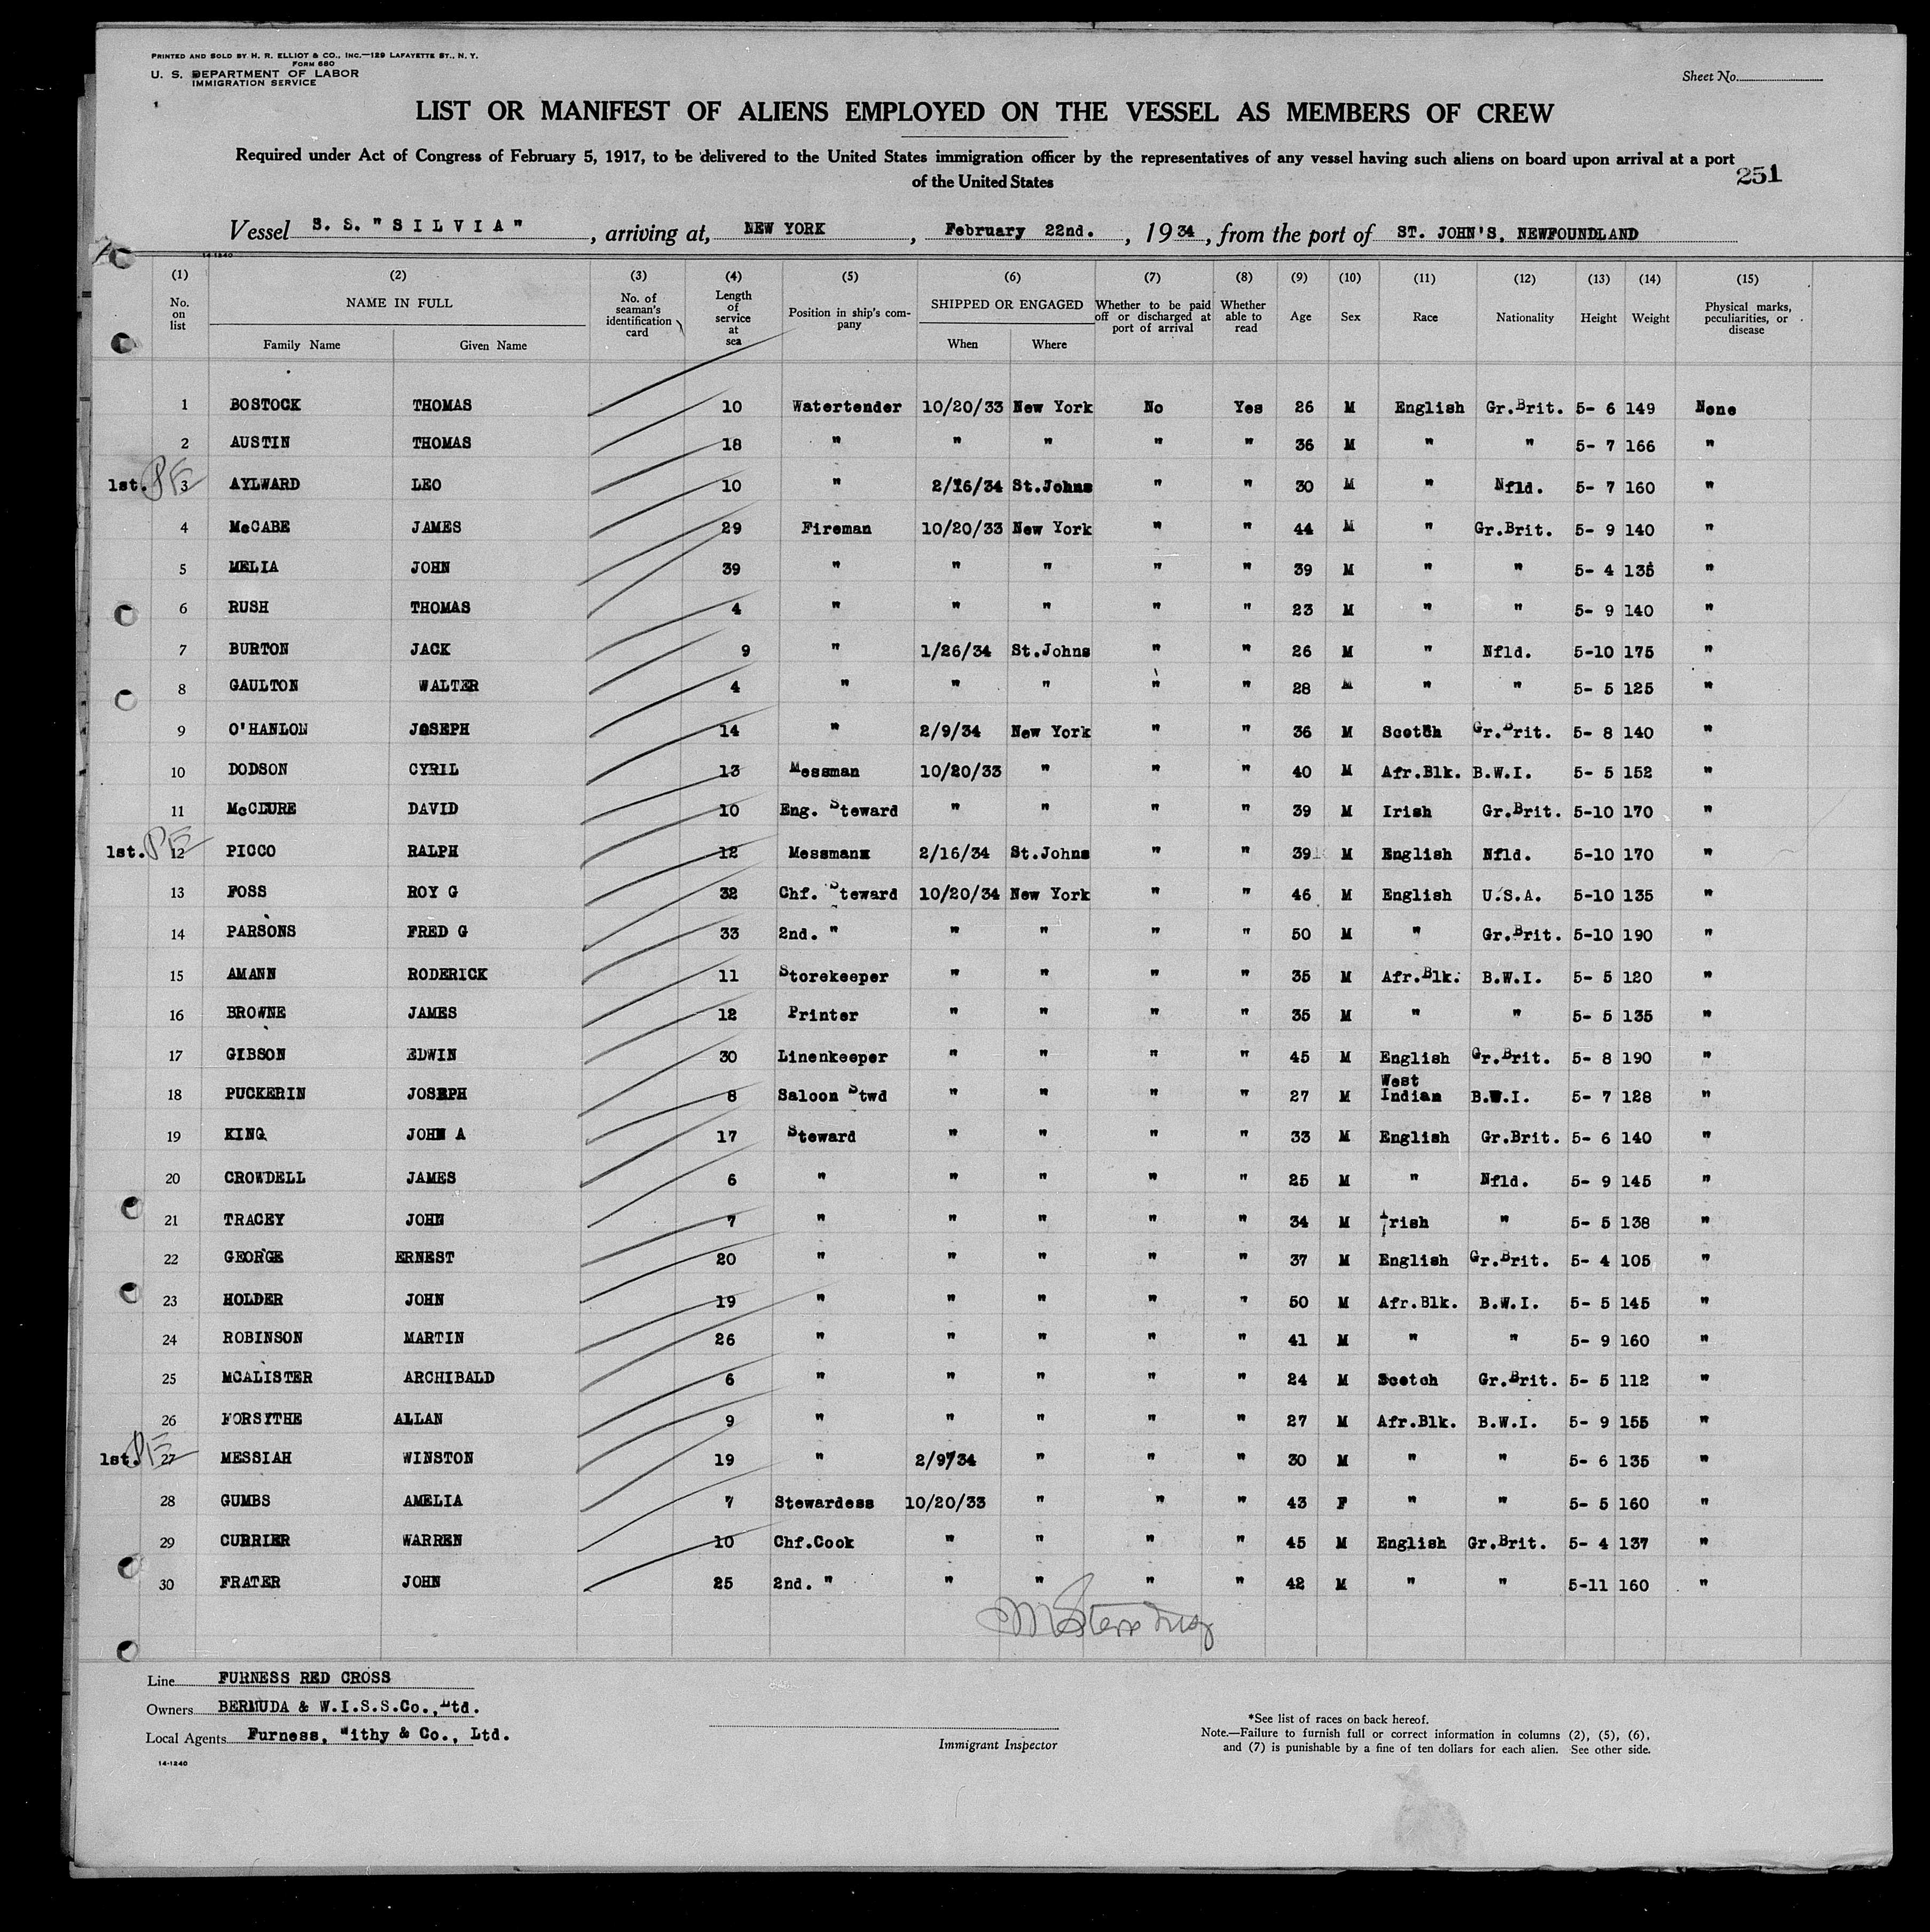 PRINTED AND SOLD BY H. R. ELLIOT & CO., INC.—129 LAFAYETTE ST., N. Y.
FORM 680
U. S. DEPARTMENT OF LABOR
IMMIGRATION SERVICE
Sheet No.
LIST OR MANIFEST OF ALIENS EMPLOYED ON THE VESSEL AS MEMBERS OF CREW
Required under Act of Congress of February 5, 1917, to be delivered to the United States immigration officer by the representatives of any vessel having such aliens on board upon arrival at a port
of the United States
251
Vessel S. S. "SILVIA", arriving at, NEW YORK, February 22nd., 1934, from the port of ST. JOHN'S, NEWFOUNDLAND
14-1240
(1) (2) (3) (4) (5) (6) (7) (8) (9) (10) (11) (12) (13) (14) (15)
No. on list NAME IN FULL Family Name Given Name No. of seaman's identification card Length of service at sea Position in ship's company SHIPPED OR ENGAGED When Where Whether to be paid off or discharged at port of arrival Whether able to read Age Sex Race Nationality Height Weight Physical marks, peculiarities, or disease
1 BOSTOCK THOMAS 10 Watertender 10/20/33 New York No Yes 26 M English Gr.Brit. 5- 6 149 None
2 AUSTIN THOMAS 18 " " " " " 36 M " " 5- 7 166 "
1st. PE 3 AYLWARD LEO 10 " 2/16/34 St.Johns " " 30 M " Nfld. 5- 7 160 "
4 McCABE JAMES 29 Fireman 10/20/33 New York " " 44 M " Gr.Brit. 5- 9 140 "
5 MELIA JOHN 39 " " " " " 39 M " " 5- 4 135 "
6 RUSH THOMAS 4 " " " " " 23 M " " 5- 9 140 "
7 BURTON JACK 9 " 1/26/34 St.Johns " " 26 M " Nfld. 5-10 175 "
8 GAULTON WALTER 4 " " " " " 28 M " " 5- 5 125 "
9 O'HANLON JOSEPH 14 " 2/9/34 New York " " 36 M Scotch Gr.Brit. 5- 8 140 "
10 DODSON CYRIL 13 Messman 10/20/33 " " " 40 M Afr.Blk. B.W.I. 5- 5 152 "
11 McCLURE DAVID 10 Eng. Steward " " " " 39 M Irish Gr.Brit. 5-10 170 "
1st. PE 12 PICCO RALPH 12 Messmanx 2/16/34 St.Johns " " 39 M English Nfld. 5-10 170 "
13 FOSS ROY G 32 Chf. Steward 10/20/34 New York " " 46 M English U.S.A. 5-10 135 "
14 PARSONS FRED G 33 2nd. " " " " " 50 M " Gr.Brit. 5-10 190 "
15 AMANN RODERICK 11 Storekeeper " " " " 35 M Afr.Blk. B.W.I. 5- 5 120 "
16 BROWNE JAMES 12 Printer " " " " 35 M " " 5- 5 135 "
17 GIBSON EDWIN 30 Linenkeeper " " " " 45 M English Gr.Brit. 5- 8 190 "
18 PUCKERIN JOSEPH 8 Saloon Stwd " " " " 27 M West Indian B.W.I. 5- 7 128 "
19 KING JOHN A 17 Steward " " " " 33 M English Gr.Brit. 5- 6 140 "
20 CROWDELL JAMES 6 " " " " " 25 M " Nfld. 5- 9 145 "
21 TRACEY JOHN 7 " " " " " 34 M Irish " 5- 5 138 "
22 GEORGE ERNEST 20 " " " " " 37 M English Gr.Brit. 5- 4 105 "
23 HOLDER JOHN 19 " " " " " 50 M Afr.Blk. B.W.I. 5- 5 145 "
24 ROBINSON MARTIN 26 " " " " " 41 M " " 5- 9 160 "
25 MCALISTER ARCHIBALD 6 " " " " " 24 M Scotch Gr.Brit. 5- 5 112 "
26 FORSYTHE ALLAN 9 " " " " " 27 M Afr.Blk. B.W.I. 5- 9 155 "
1st. PE 27 MESSIAH WINSTON 19 " 2/9/34 " " " 30 M " " 5- 6 135 "
28 GUMBS AMELIA 7 Stewardess 10/20/33 " " " 43 F " " 5- 5 160 "
29 CURRIER WARREN 10 Chf.Cook " " " " 45 M English Gr.Brit. 5- 4 137 "
30 FRATER JOHN 25 2nd. " " " " " 42 M " " 5-11 160 "
Line FURNESS RED CROSS
Owners BERMUDA & W.I.S.S.Co.,Ltd.
Local Agents Furness, Withy & Co., Ltd.
Immigrant Inspector
*See list of races on back hereof.
Note.—Failure to furnish full or correct information in columns (2), (5), (6),
and (7) is punishable by a fine of ten dollars for each alien. See other side.
14-1240